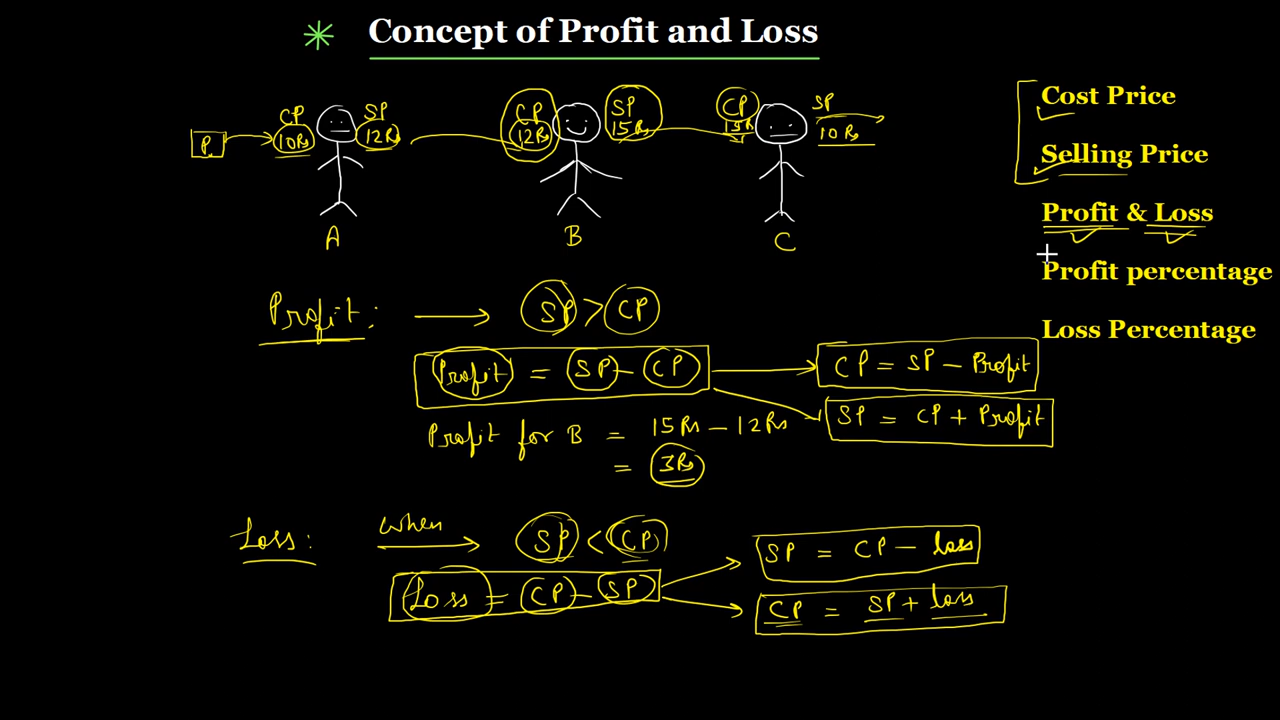 Concept of Profit and Loss
CP SP CP SP CP SP
P 10Rs 12Rs 12Rs 15Rs 15Rs 10Rs
A B C
Cost Price
Selling Price
Profit & Loss
Profit percentage
Loss Percentage
Profit: SP > CP
Profit = SP - CP
CP = SP - Profit
SP = CP + Profit
Profit for B = 15Rs - 12Rs
= 3Rs
Loss: When SP < CP
Loss = CP - SP
SP = CP - loss
CP = SP + loss